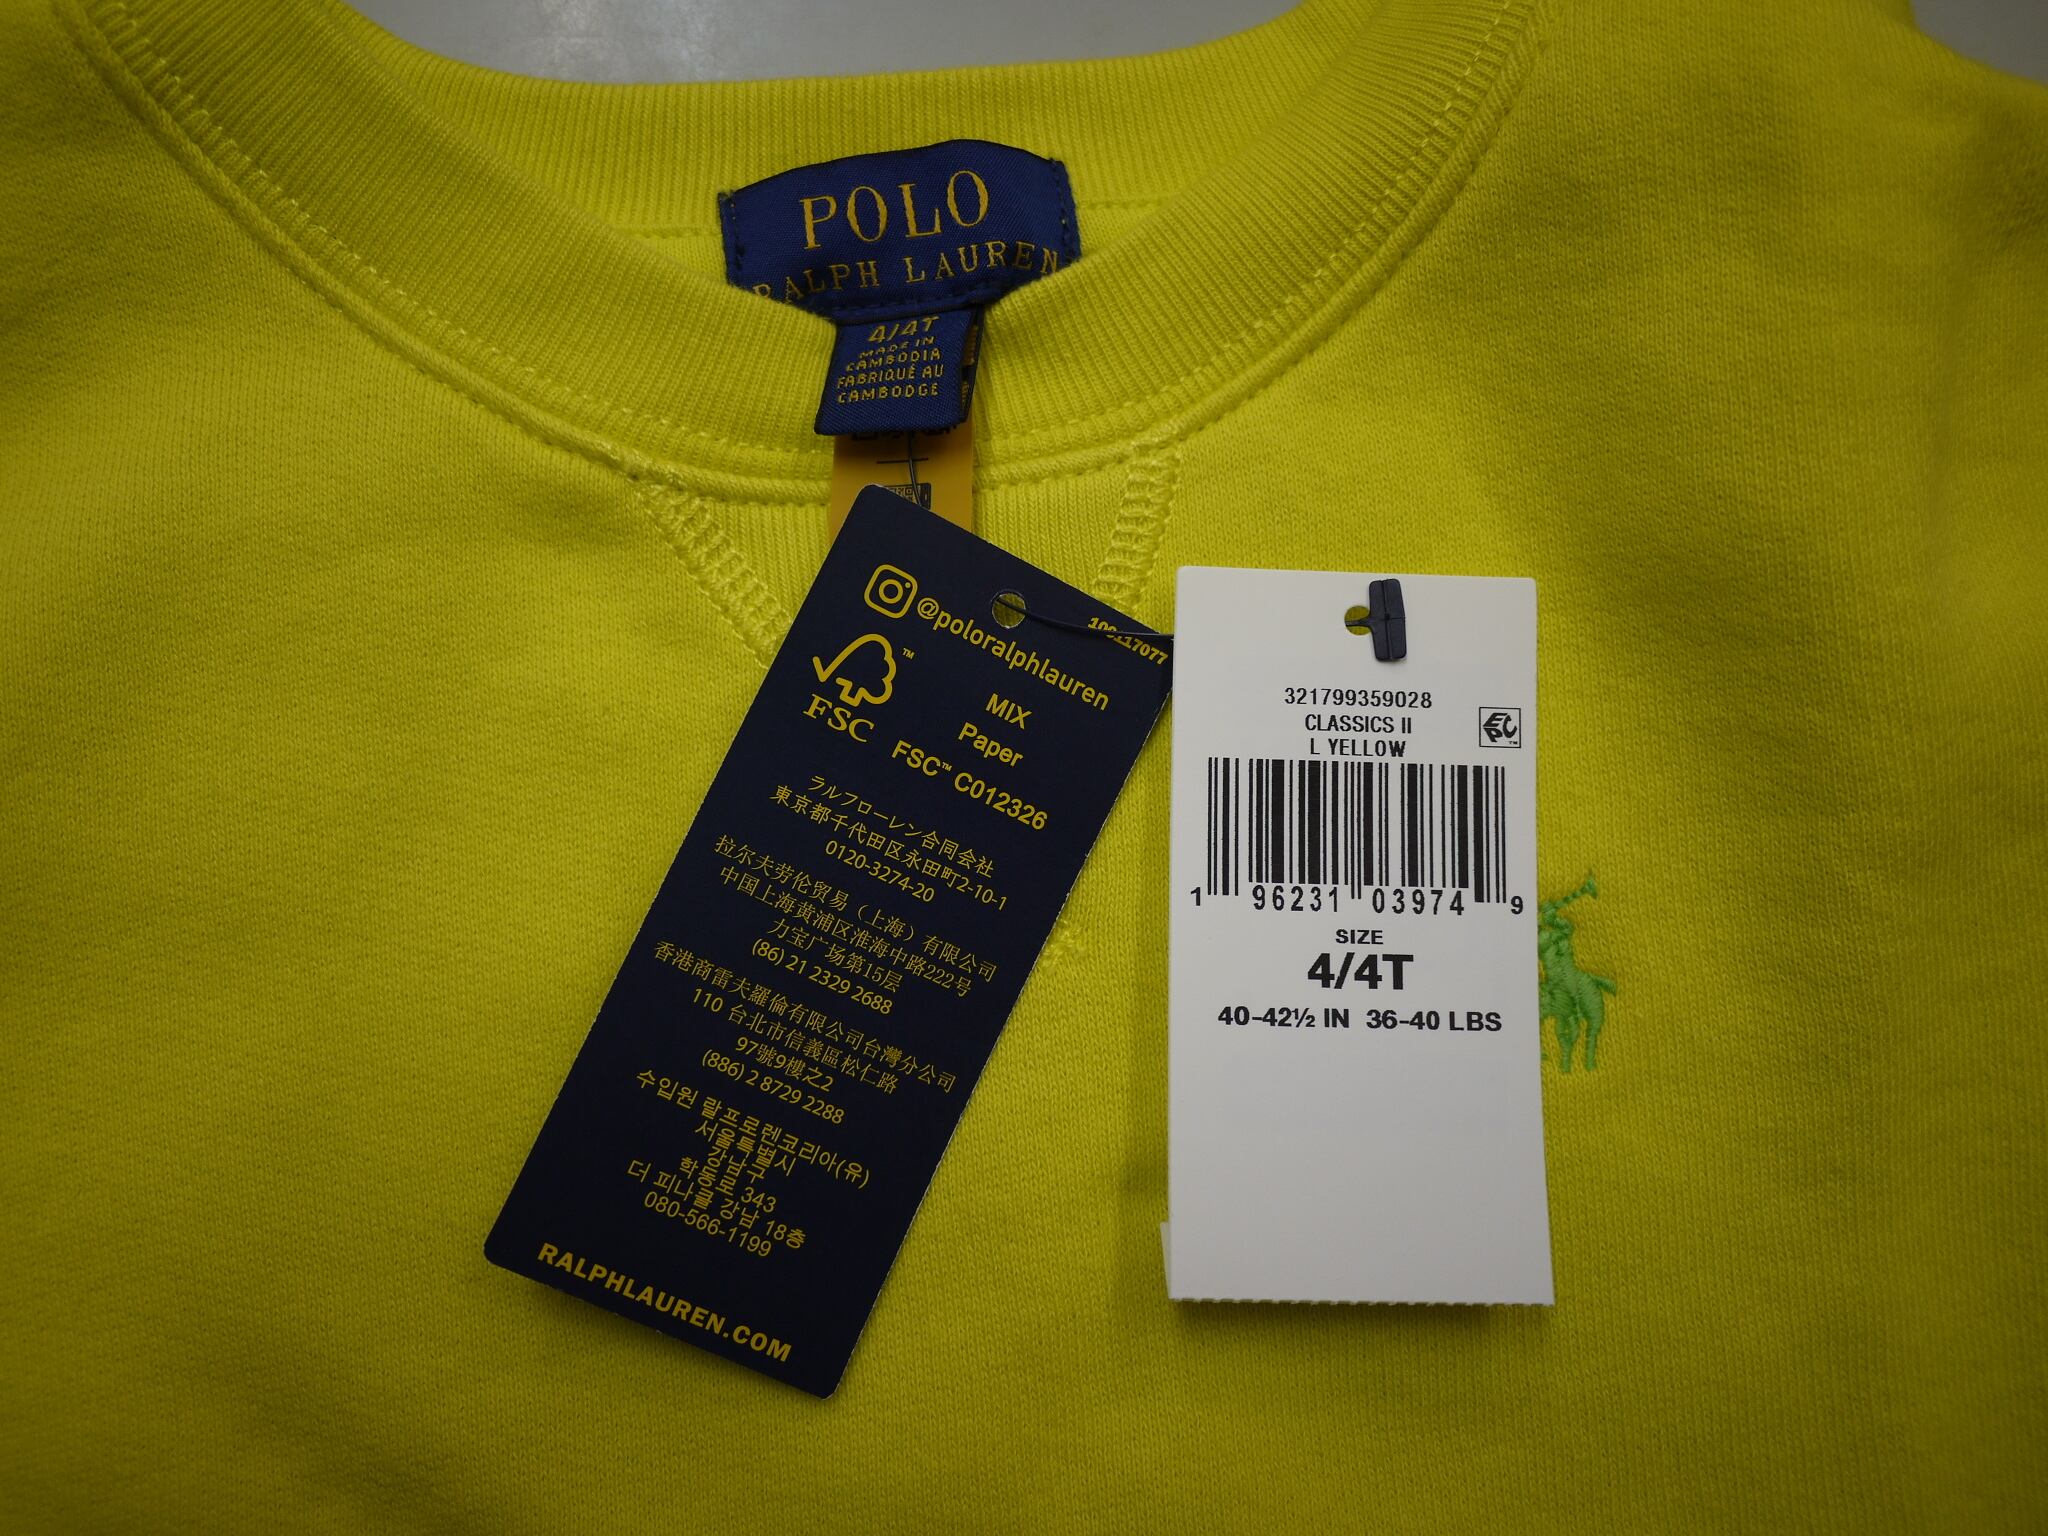 POLO
RALPH LAUREN
4/4T
MADE IN
CAMBODIA
FABRIQUÉ AU
CAMBODGE
@poloralphlauren
100117077
FSC
MIX
Paper
FSC™ C012326
ラルフローレン合同会社
東京都千代田区永田町2-10-1
0120-3274-20
拉尔夫劳伦贸易（上海）有限公司
中国上海黄浦区淮海中路222号
力宝广场第15层
(86) 21 2329 2688
香港商雷夫羅倫有限公司台灣分公司
110 台北市信義區松仁路
97號9樓之2
(886) 2 8729 2288
수입원 랄프로렌코리아(유)
서울특별시
강남구
학동로 343
더 피나클 강남 18층
080-566-1199
RALPHLAUREN.COM
321799359028
CLASSICS II
L YELLOW
1 96231 03974 9
SIZE
4/4T
40-42½ IN 36-40 LBS